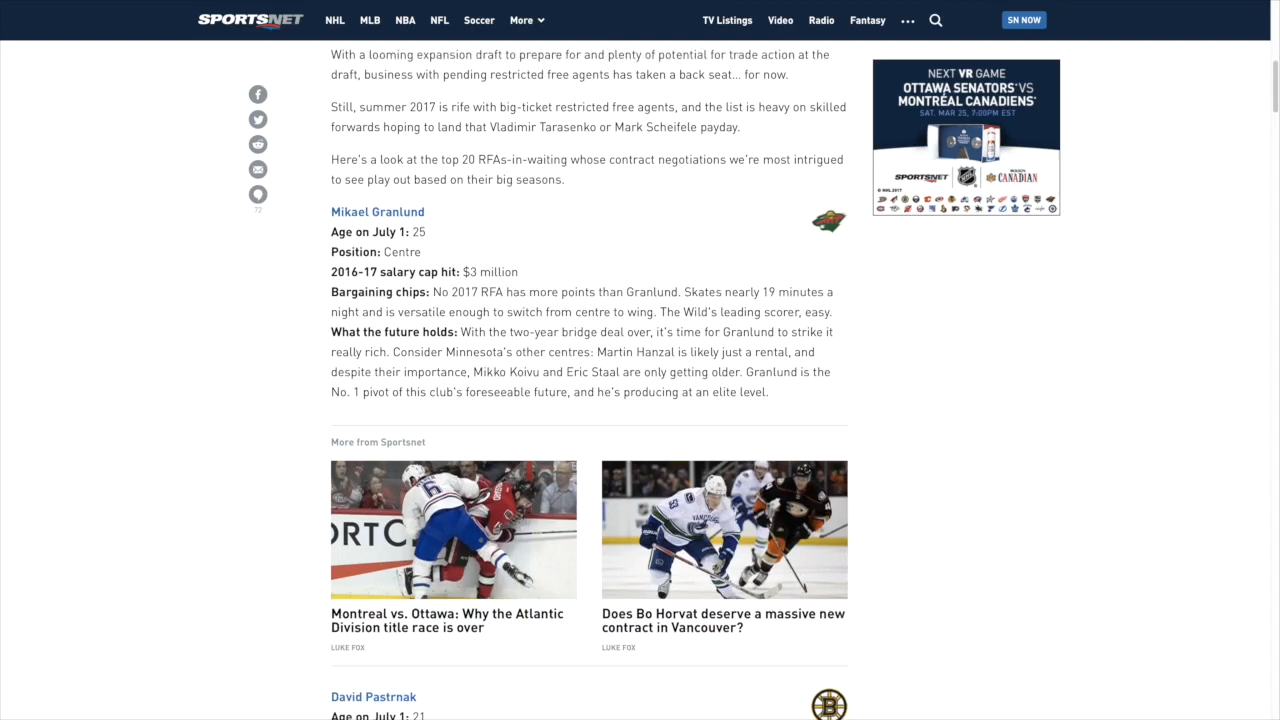 SPORTSNET NHL MLB NBA NFL Soccer More TV Listings Video Radio Fantasy ... SN NOW
With a looming expansion draft to prepare for and plenty of potential for trade action at the
draft, business with pending restricted free agents has taken a back seat... for now.
Still, summer 2017 is rife with big-ticket restricted free agents, and the list is heavy on skilled
forwards hoping to land that Vladimir Tarasenko or Mark Scheifele payday.
Here's a look at the top 20 RFAs-in-waiting whose contract negotiations we're most intrigued
to see play out based on their big seasons.
72
NEXT VR GAME
OTTAWA SENATORS* VS
MONTRÉAL CANADIENS*
SAT. MAR 25, 7:00PM EST
SPORTSNET NHL MOLSON CANADIAN
© NHL 2017
Mikael Granlund
Age on July 1: 25
Position: Centre
2016-17 salary cap hit: $3 million
Bargaining chips: No 2017 RFA has more points than Granlund. Skates nearly 19 minutes a
night and is versatile enough to switch from centre to wing. The Wild's leading scorer, easy.
What the future holds: With the two-year bridge deal over, it's time for Granlund to strike it
really rich. Consider Minnesota's other centres: Martin Hanzal is likely just a rental, and
despite their importance, Mikko Koivu and Eric Staal are only getting older. Granlund is the
No. 1 pivot of this club's foreseeable future, and he's producing at an elite level.
More from Sportsnet
ORTC
6
VANCOUVER
53
Montreal vs. Ottawa: Why the Atlantic
Division title race is over
LUKE FOX
Does Bo Horvat deserve a massive new
contract in Vancouver?
LUKE FOX
David Pastrnak
B
Age on July 1: 21